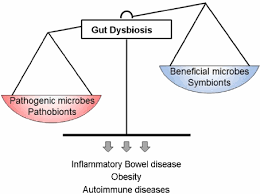 Gut Dysbiosis
Beneficial microbes
Symbionts
Pathogenic microbes
Pathobionts
Inflammatory Bowel disease
Obesity
Autoimmune diseases